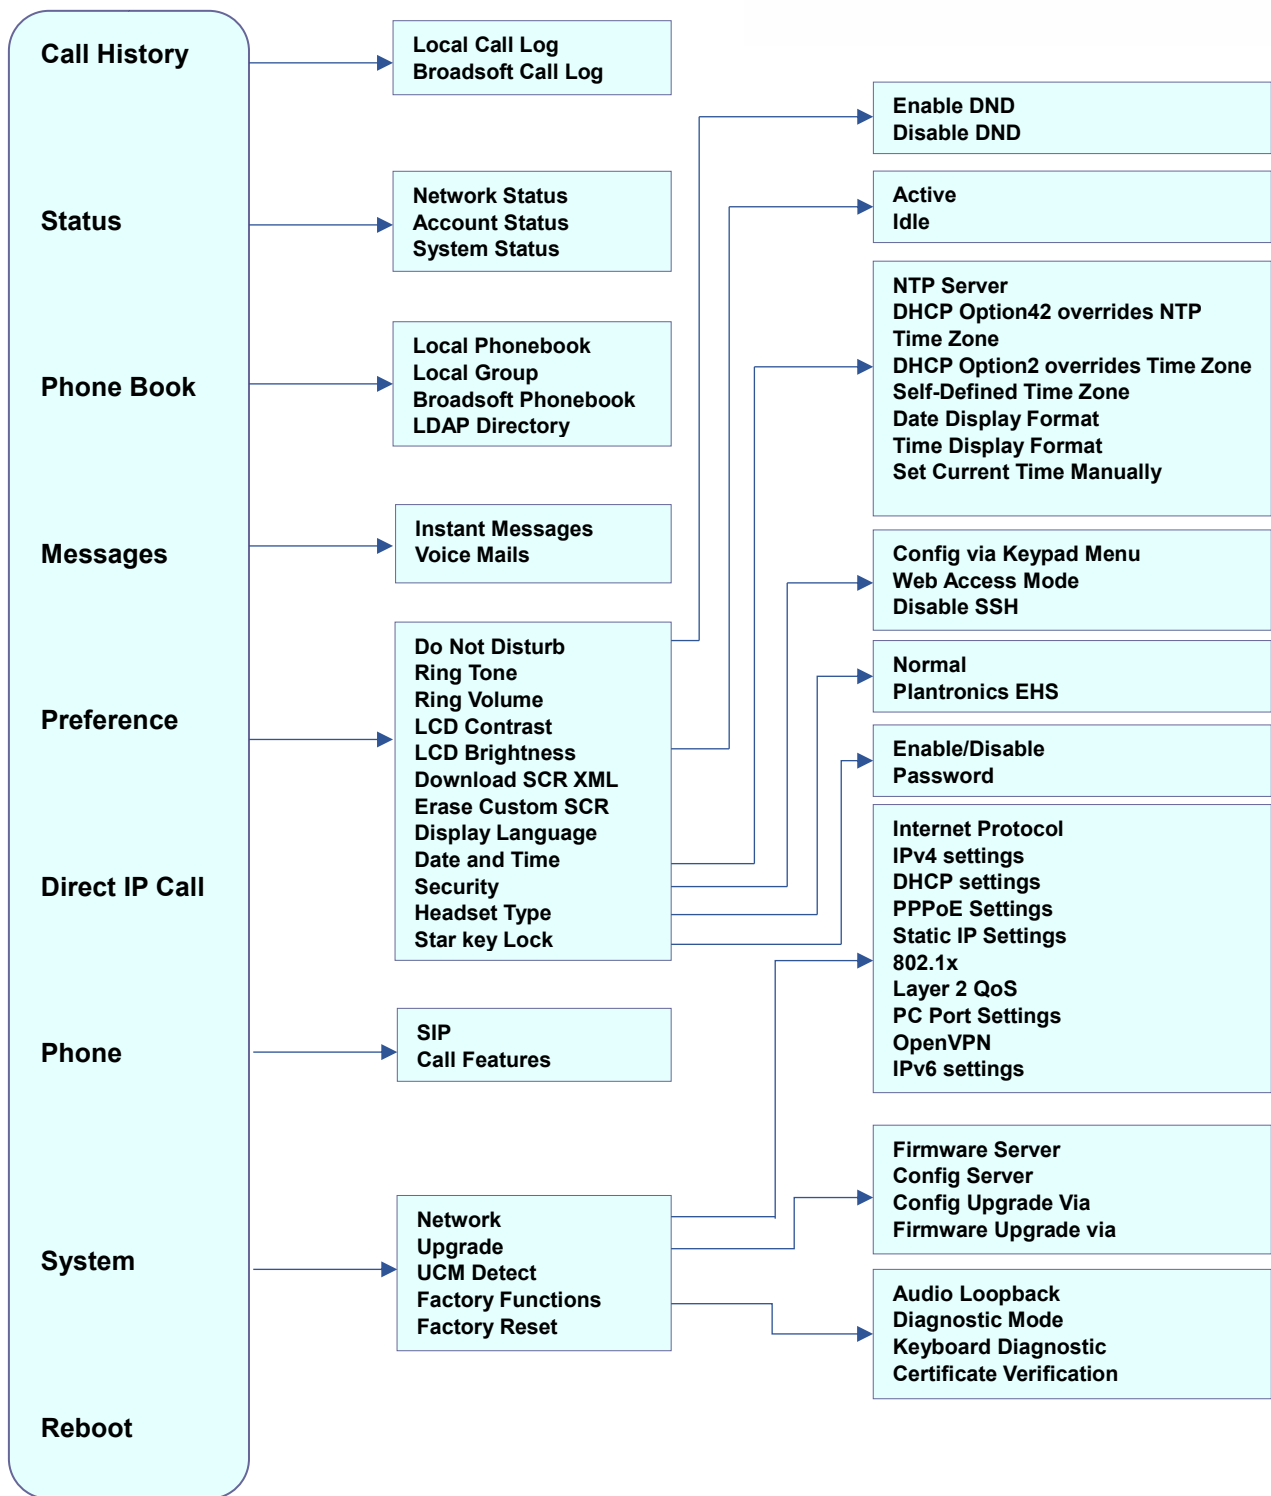 Call History
Status
Phone Book
Messages
Preference
Direct IP Call
Phone
System
Reboot
Local Call Log
Broadsoft Call Log
Network Status
Account Status
System Status
Local Phonebook
Local Group
Broadsoft Phonebook
LDAP Directory
Instant Messages
Voice Mails
Do Not Disturb
Ring Tone
Ring Volume
LCD Contrast
LCD Brightness
Download SCR XML
Erase Custom SCR
Display Language
Date and Time
Security
Headset Type
Star key Lock
SIP
Call Features
Network
Upgrade
UCM Detect
Factory Functions
Factory Reset
Enable DND
Disable DND
Active
Idle
NTP Server
DHCP Option42 overrides NTP
Time Zone
DHCP Option2 overrides Time Zone
Self-Defined Time Zone
Date Display Format
Time Display Format
Set Current Time Manually
Config via Keypad Menu
Web Access Mode
Disable SSH
Normal
Plantronics EHS
Enable/Disable
Password
Internet Protocol
IPv4 settings
DHCP settings
PPPoE Settings
Static IP Settings
802.1x
Layer 2 QoS
PC Port Settings
OpenVPN
IPv6 settings
Firmware Server
Config Server
Config Upgrade Via
Firmware Upgrade via
Audio Loopback
Diagnostic Mode
Keyboard Diagnostic
Certificate Verification